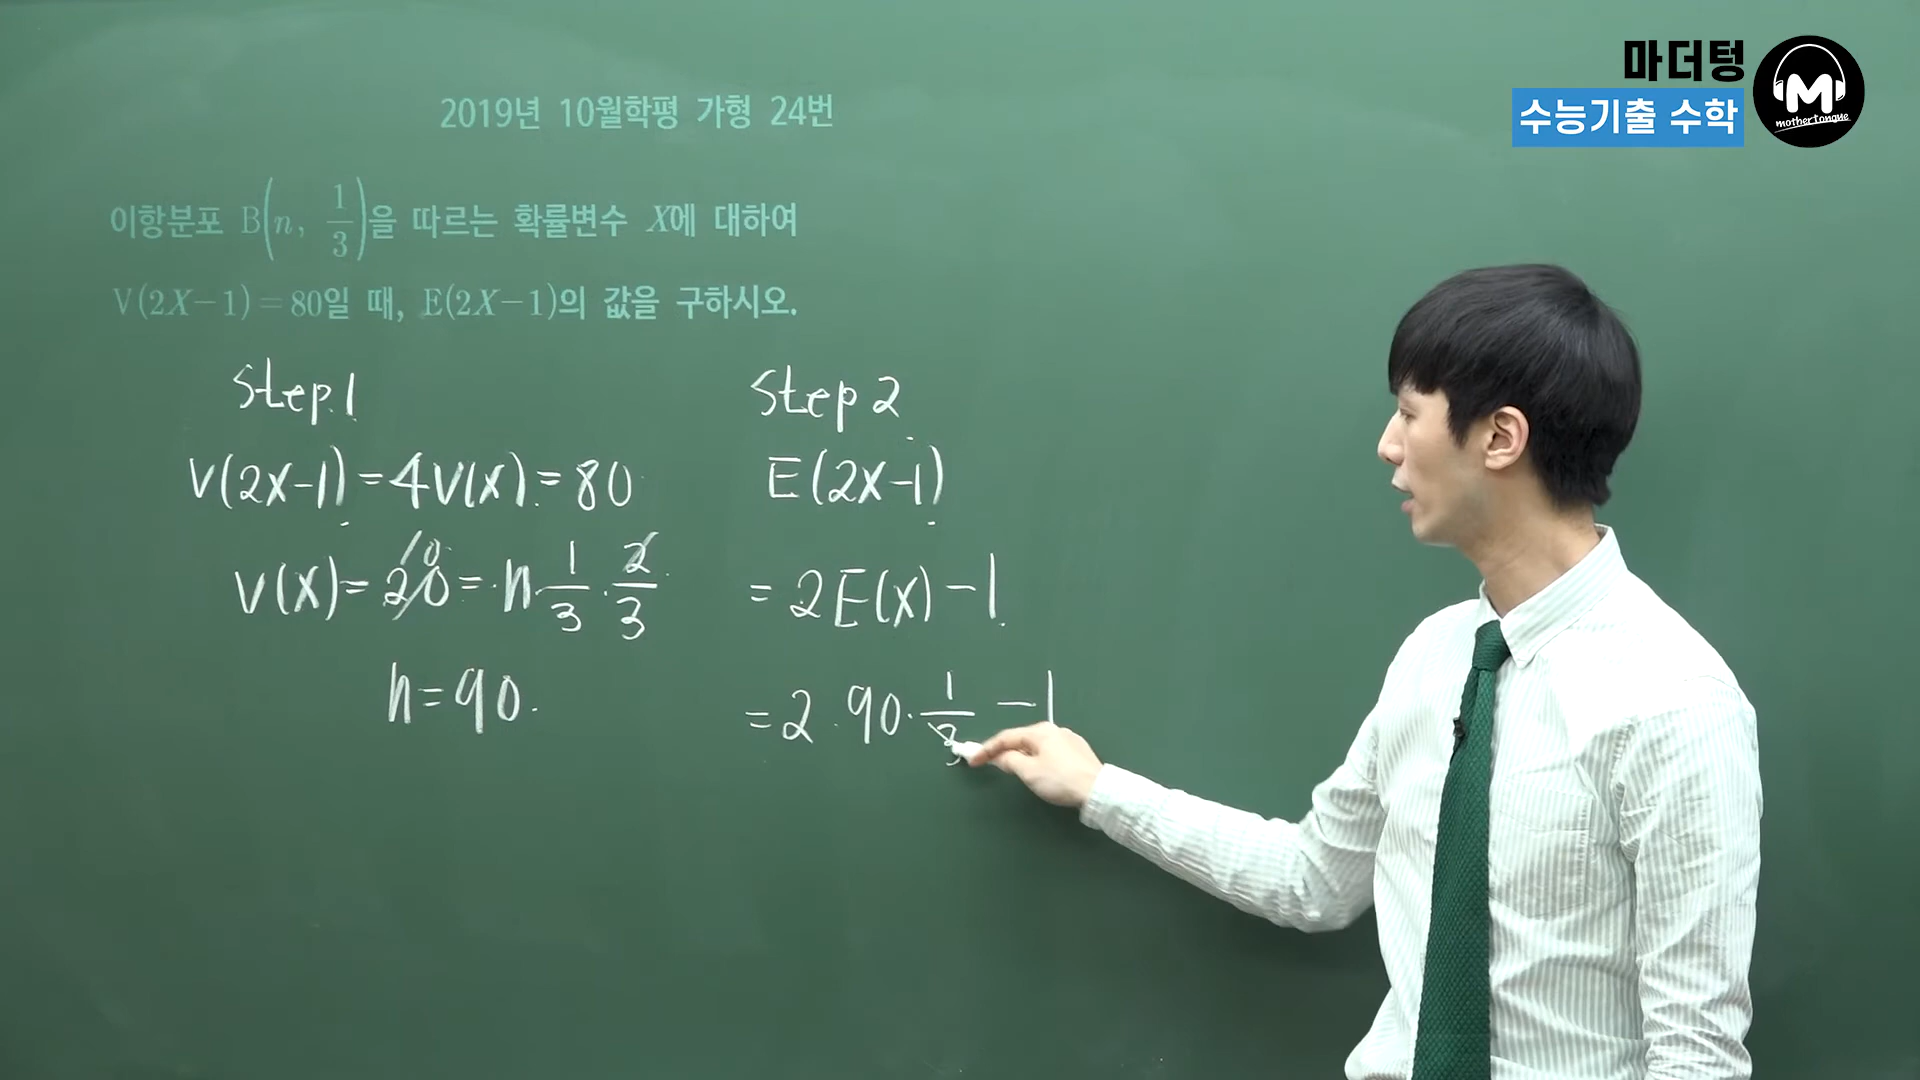 마더텅
수능기출 수학
mothertongue
2019년 10월학평 가형 24번
이항분포 B(n, 1/3)을 따르는 확률변수 X에 대하여
V(2X-1)=80일 때, E(2X-1)의 값을 구하시오.
Step 1
V(2X-1)=4V(X)=80
V(X)=20=n·1/3·2/3
10
n=90.
Step 2
E(2X-1)
=2E(X)-1
=2·90·1/3-1